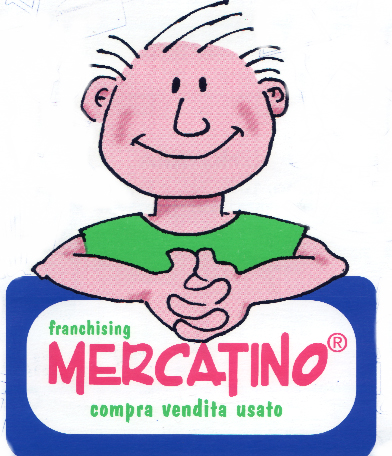 franchising
MERCATINO®
compra vendita usato